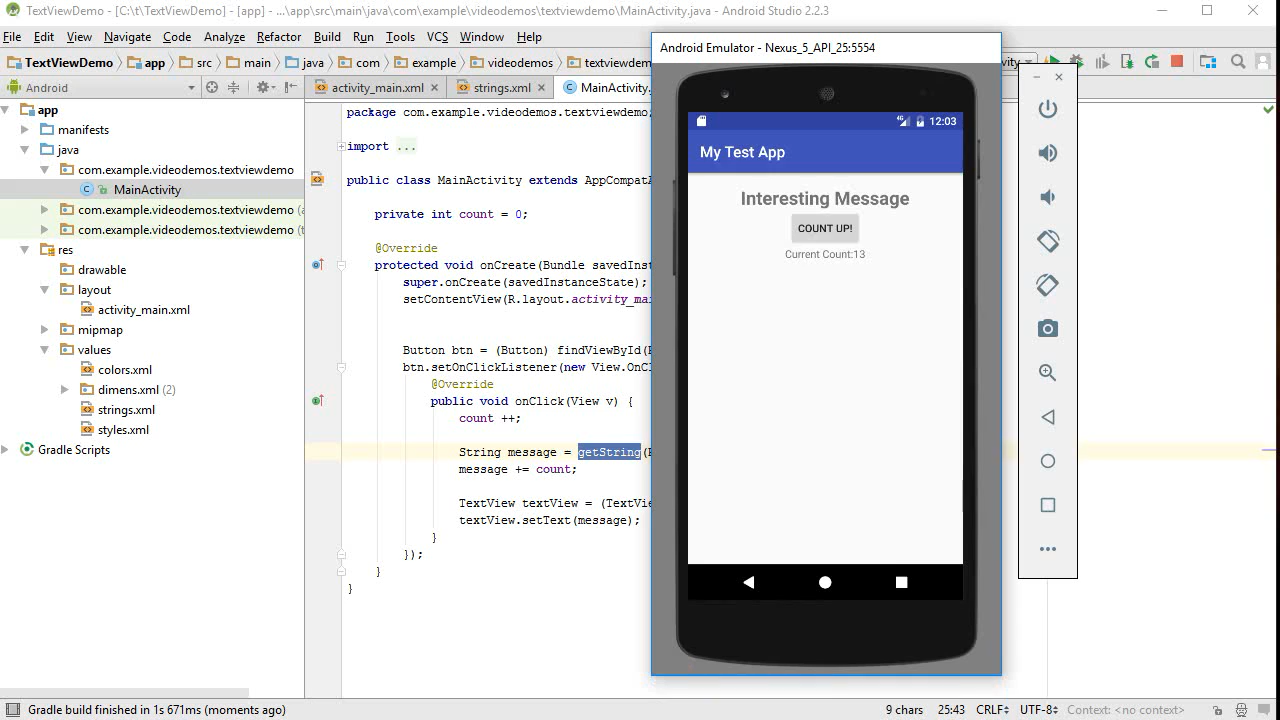 TextViewDemo - [C:\t\TextViewDemo] - [app] - ...\app\src\main\java\com\example\videodemos\textviewdemo\MainActivity.java - Android Studio 2.2.3
File Edit View Navigate Code Analyze Refactor Build Run Tools VCS Window Help
TextViewDemo app src main java com example videodemos textviewdemo
Android
activity_main.xml
strings.xml
MainActivity.
app
manifests
java
com.example.videodemos.textviewdemo
MainActivity
com.example.videodemos.textviewdemo (
com.example.videodemos.textviewdemo (
res
drawable
layout
activity_main.xml
mipmap
values
colors.xml
dimens.xml (2)
strings.xml
styles.xml
Gradle Scripts
package com.example.videodemos.textviewdemo;
import ...
public class MainActivity extends AppCompat
private int count = 0;
@Override
protected void onCreate(Bundle savedInst
super.onCreate(savedInstanceState);
setContentView(R.layout.activity_ma
Button btn = (Button) findViewById(
btn.setOnClickListener(new View.OnCl
@Override
public void onClick(View v) {
count ++;
String message = getString(
message += count;
TextView textView = (TextVie
textView.setText(message);
}
});
}
}
Android Emulator - Nexus_5_API_25:5554
4G 12:03
My Test App
Interesting Message
COUNT UP!
Current Count:13
Gradle build finished in 1s 671ms (moments ago)
9 chars 25:43 CRLF UTF-8 Context: <no context>